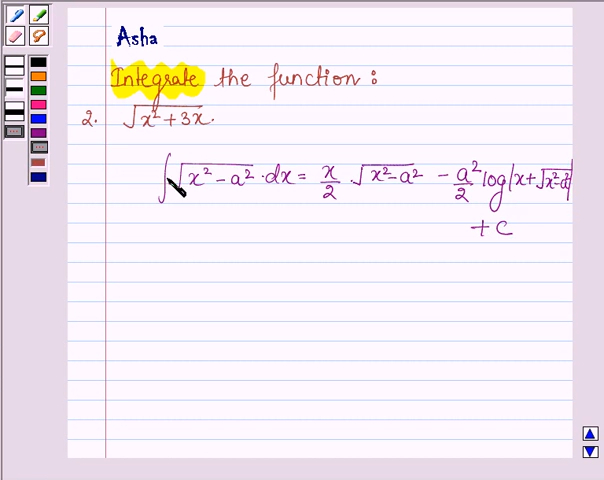 Asha
Integrate the function :
2. √x² + 3x.
∫√x² - a² · dx = x/2 · √x² - a² - a²/2 log|x + √x² - a²|
+ C